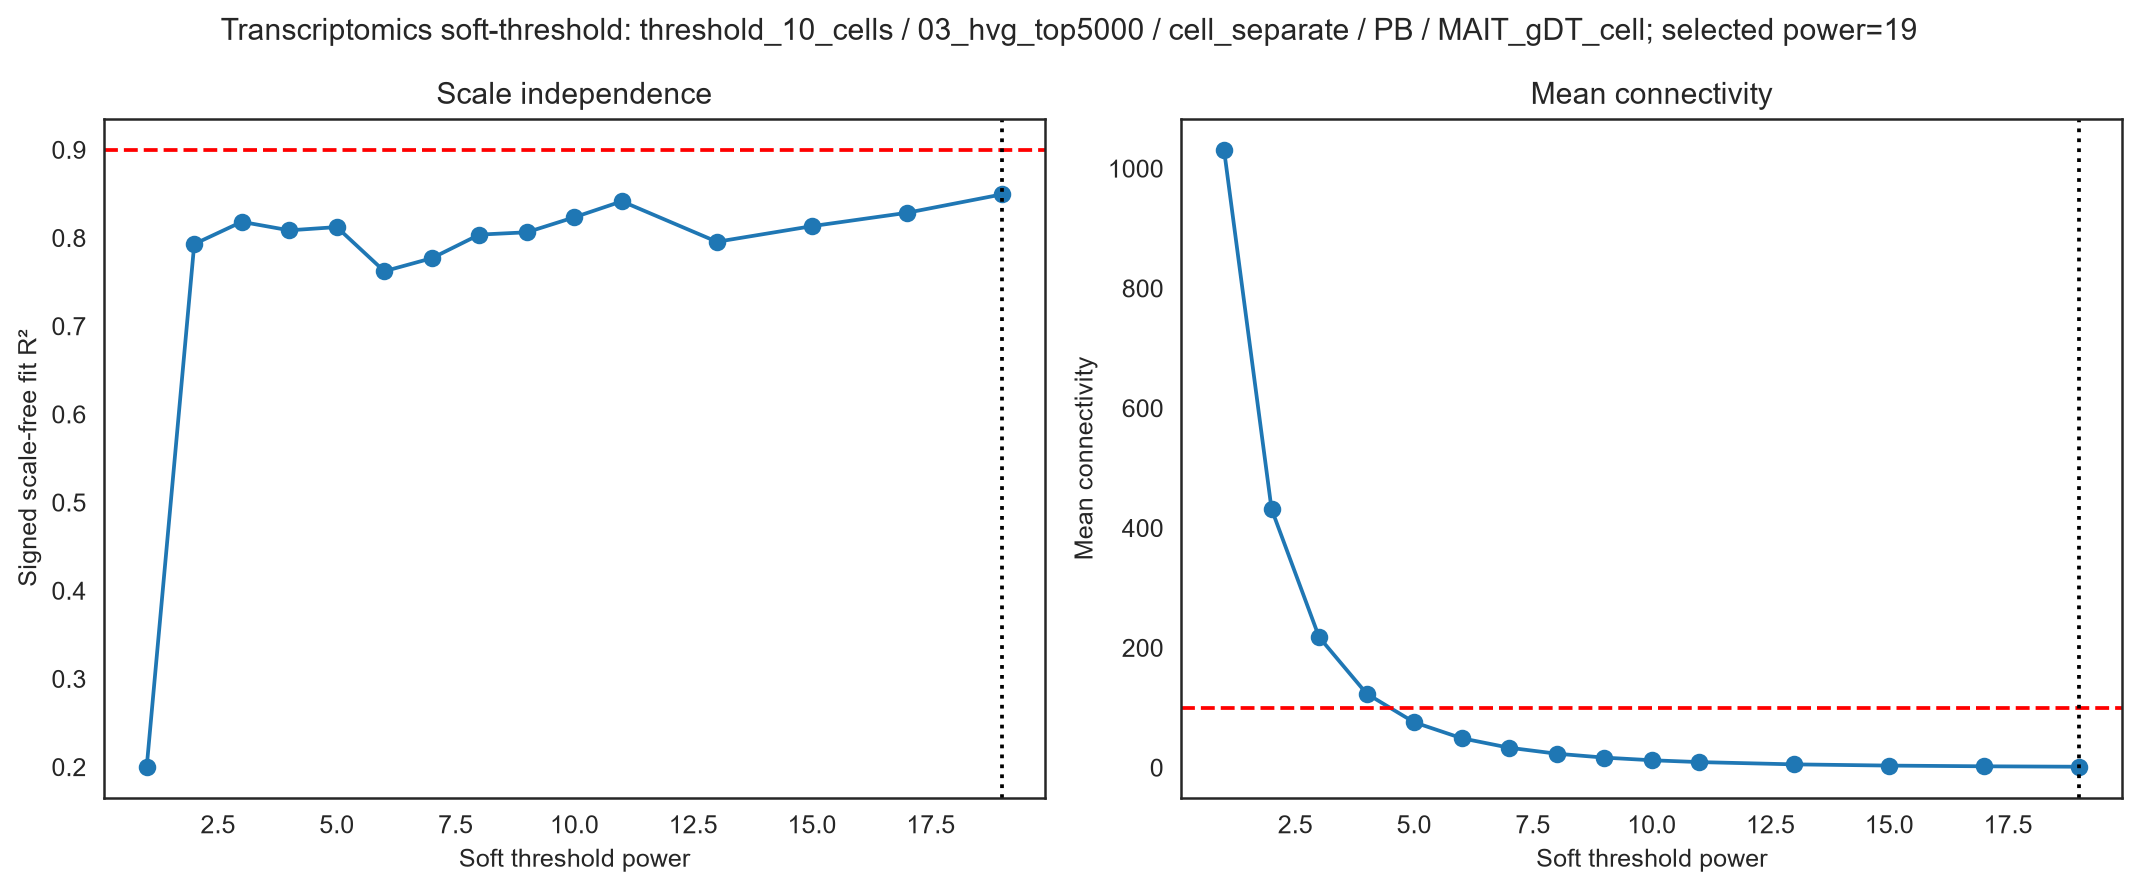 Transcriptomics soft-threshold: threshold_10_cells / 03_hvg_top5000 / cell_separate / PB / MAIT_gDT_cell; selected power=19
Scale independence
Signed scale-free fit R²
0.9
0.8
0.7
0.6
0.5
0.4
0.3
0.2
2.5 5.0 7.5 10.0 12.5 15.0 17.5
Soft threshold power
Mean connectivity
Mean connectivity
1000
800
600
400
200
0
2.5 5.0 7.5 10.0 12.5 15.0 17.5
Soft threshold power